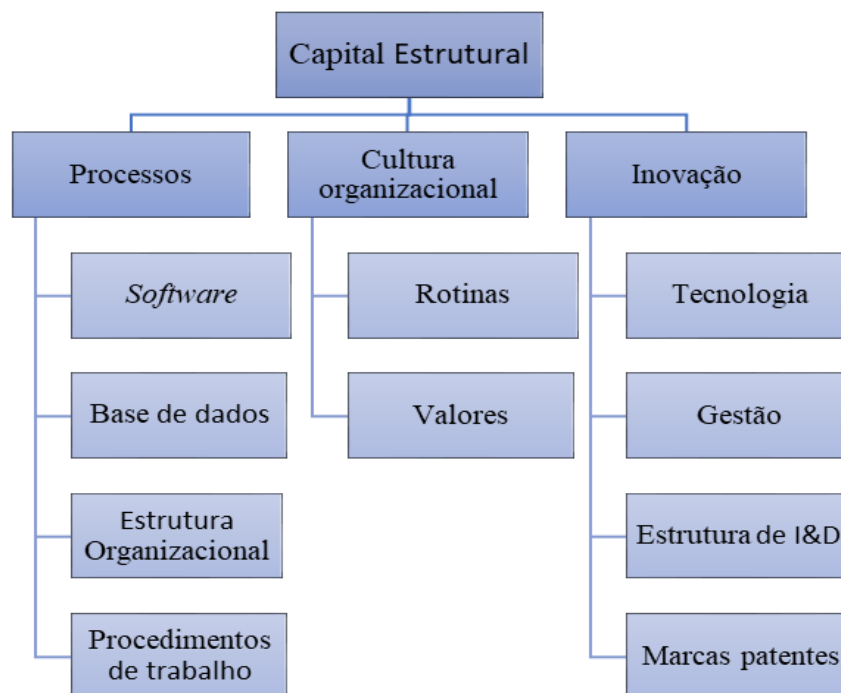 Capital Estrutural
Processos
Software
Base de dados
Estrutura
Organizacional
Procedimentos
de trabalho
Cultura
organizacional
Rotinas
Valores
Inovação
Tecnologia
Gestão
Estrutura de I&D
Marcas patentes